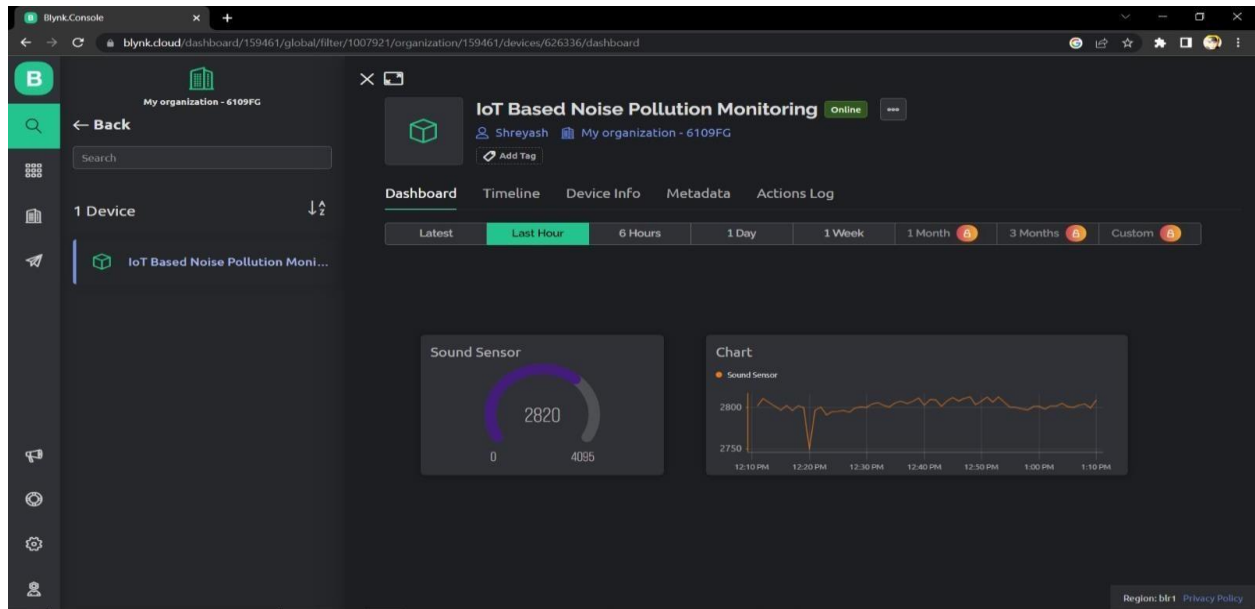 Blynk.Console
blynk.cloud/dashboard/159461/global/filter/1007921/organization/159461/devices/626336/dashboard
B
My organization - 6109FG
Back
Search
1 Device
IoT Based Noise Pollution Moni...
IoT Based Noise Pollution Monitoring Online
Shreyash My organization - 6109FG
Add Tag
Dashboard Timeline Device Info Metadata Actions Log
Latest Last Hour 6 Hours 1 Day 1 Week 1 Month 3 Months Custom
Sound Sensor
2820
0 4095
Chart
Sound Sensor
2800
2750
12:10 PM 12:20 PM 12:30 PM 12:40 PM 12:50 PM 1:00 PM 1:10 PM
Region: blr1 Privacy Policy